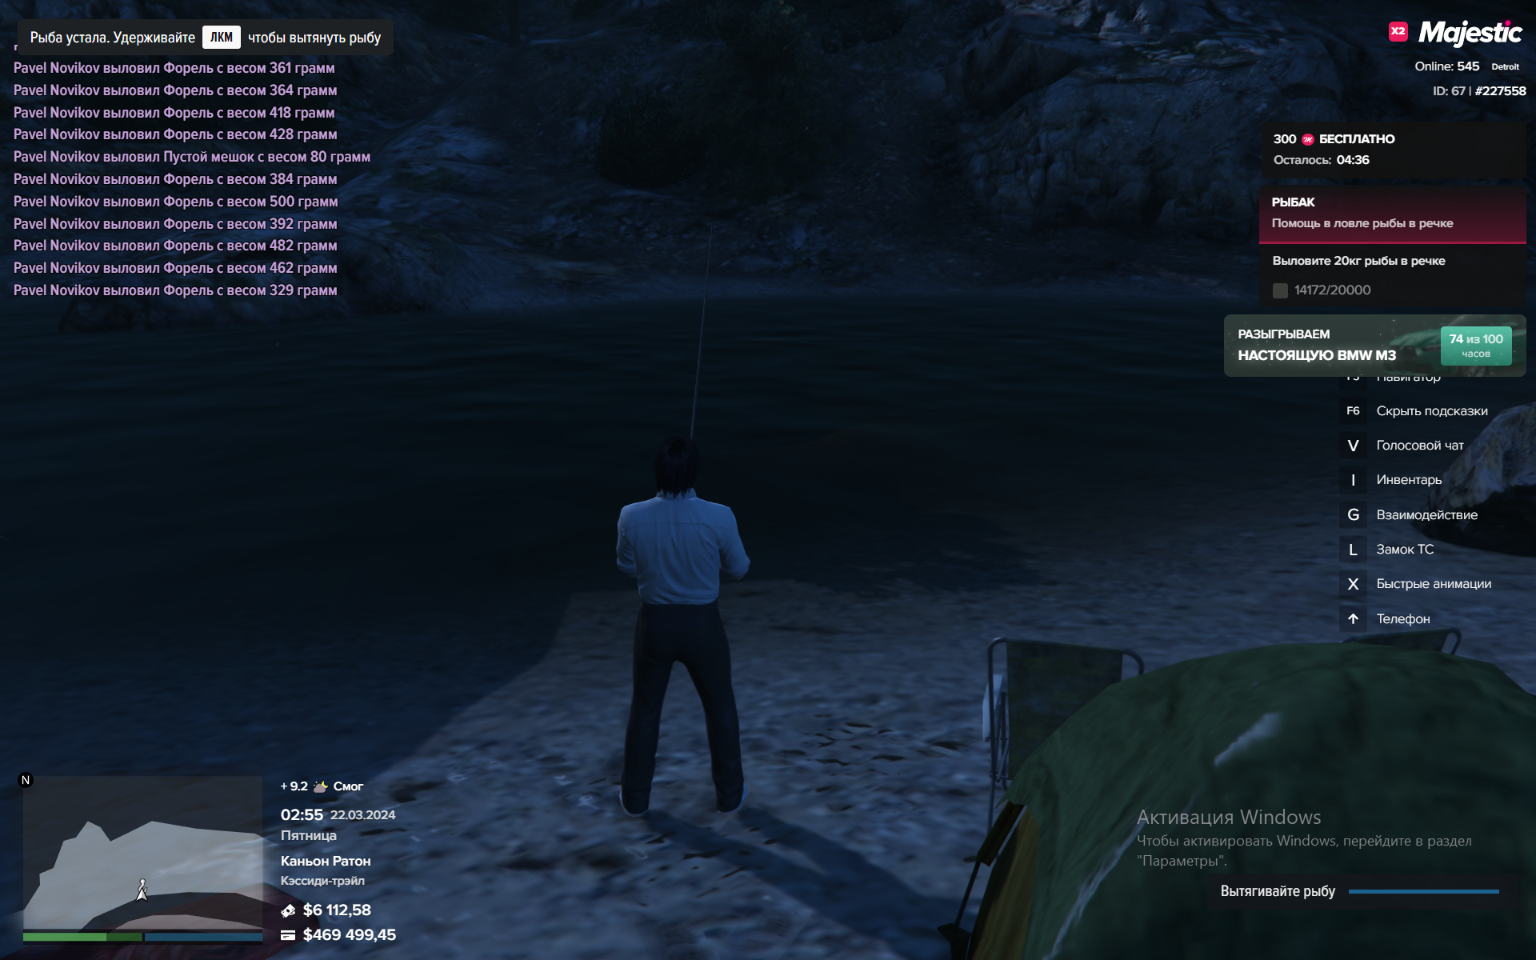 Рыба устала. Удерживайте ЛКМ чтобы вытянуть рыбу
Pavel Novikov выловил Форель с весом 361 грамм
Pavel Novikov выловил Форель с весом 364 грамм
Pavel Novikov выловил Форель с весом 418 грамм
Pavel Novikov выловил Форель с весом 428 грамм
Pavel Novikov выловил Пустой мешок с весом 80 грамм
Pavel Novikov выловил Форель с весом 384 грамм
Pavel Novikov выловил Форель с весом 500 грамм
Pavel Novikov выловил Форель с весом 392 грамм
Pavel Novikov выловил Форель с весом 482 грамм
Pavel Novikov выловил Форель с весом 462 грамм
Pavel Novikov выловил Форель с весом 329 грамм
X2 Majestic
Online: 545 Detroit
ID: 67 | #227558
300 БЕСПЛАТНО
Осталось: 04:36
РЫБАК
Помощь в ловле рыбы в речке
Выловите 20кг рыбы в речке
14172/20000
РАЗЫГРЫВАЕМ
НАСТОЯЩУЮ BMW M3
74 из 100
часов
Навигатор
F6 Скрыть подсказки
V Голосовой чат
I Инвентарь
G Взаимодействие
L Замок ТС
X Быстрые анимации
↑ Телефон
N
+ 9.2 Смог
02:55 22.03.2024
Пятница
Каньон Ратон
Кэссиди-трэйл
$6 112,58
$469 499,45
Активация Windows
Чтобы активировать Windows, перейдите в раздел
"Параметры".
Вытягивайте рыбу